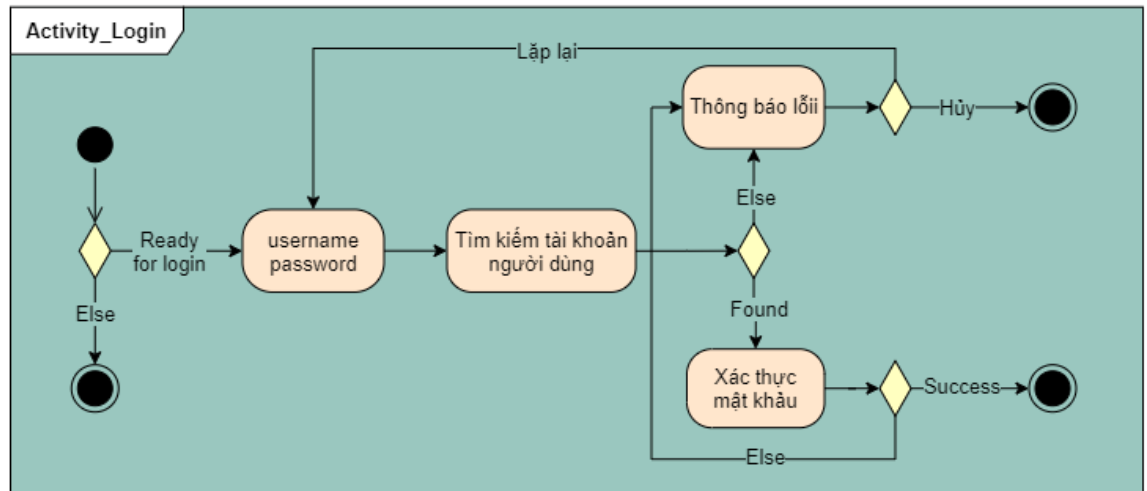 Activity_Login
Lặp lại
Thông báo lỗii
Hủy
Else
Ready
for login
username
password
Tìm kiếm tài khoản
người dùng
Else
Found
Xác thực
mật khảu
Success
Else